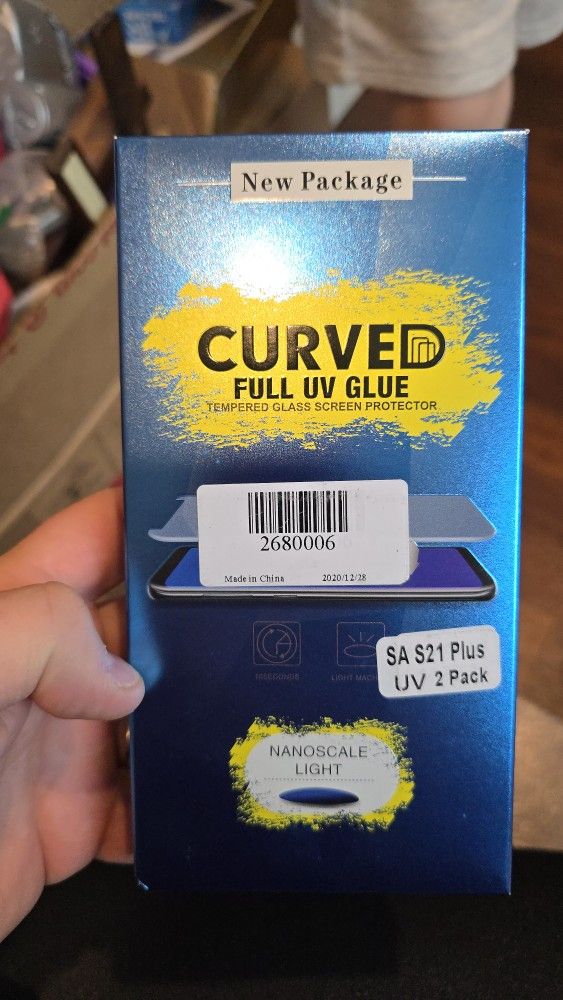 New Package
CURVED
FULL UV GLUE
TEMPERED GLASS SCREEN PROTECTOR
2680006
Made in China 2020/12/28
SA S21 Plus
UV 2 Pack
NANOSCALE
LIGHT